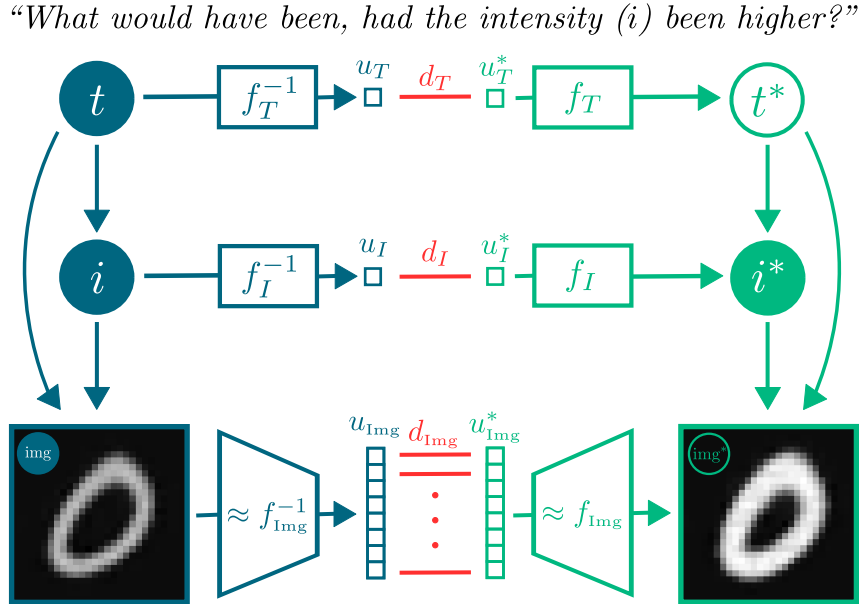 “What would have been, had the intensity (i) been higher?”
t f_T^{-1} u_T d_T u_T^* f_T t*
i f_I^{-1} u_I d_I u_I^* f_I i*
u_Img d_Img u_Img^*
img img*
≈ f_Img^{-1} ≈ f_Img